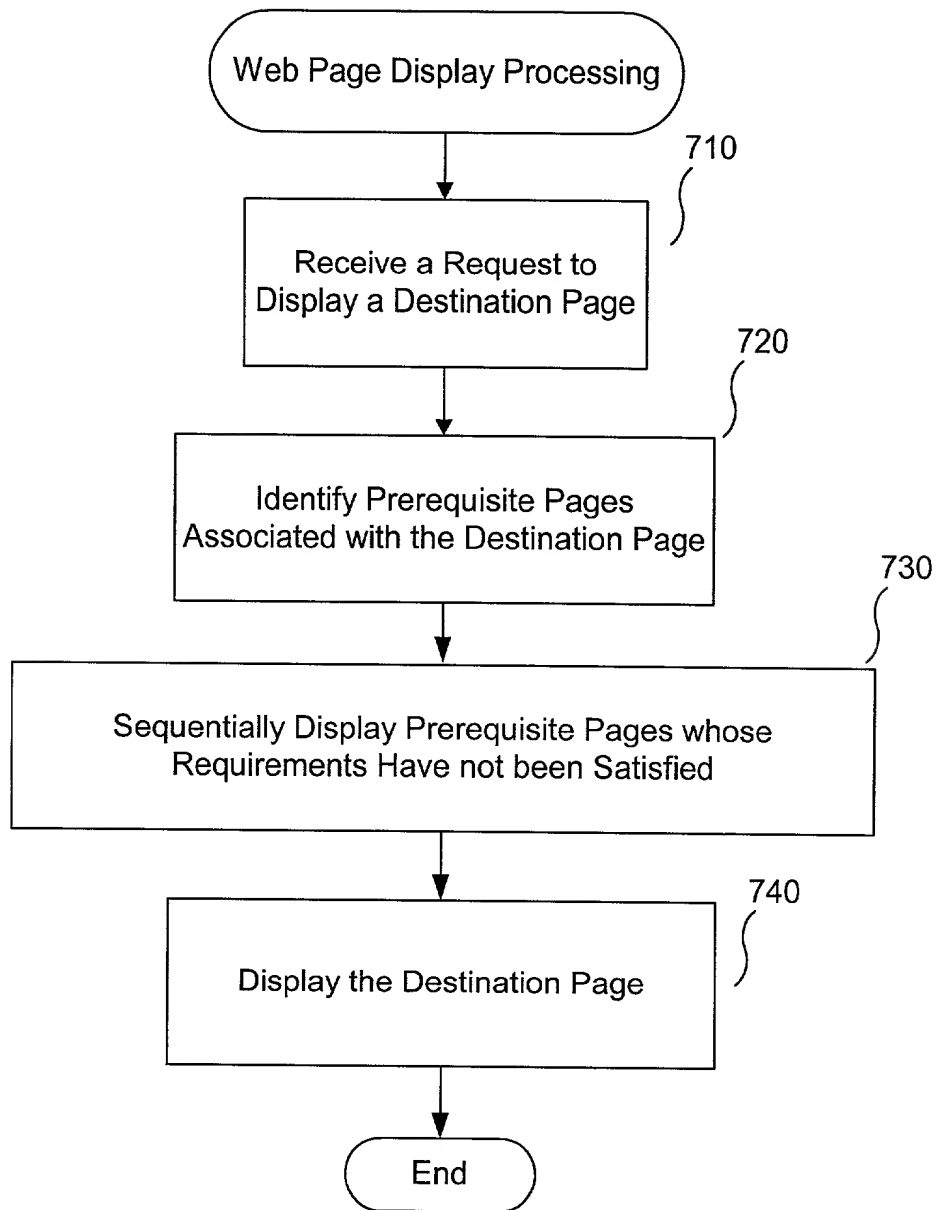 Web Page Display Processing
710
Receive a Request to
Display a Destination Page
720
Identify Prerequisite Pages
Associated with the Destination Page
730
Sequentially Display Prerequisite Pages whose
Requirements Have not been Satisfied
740
Display the Destination Page
End